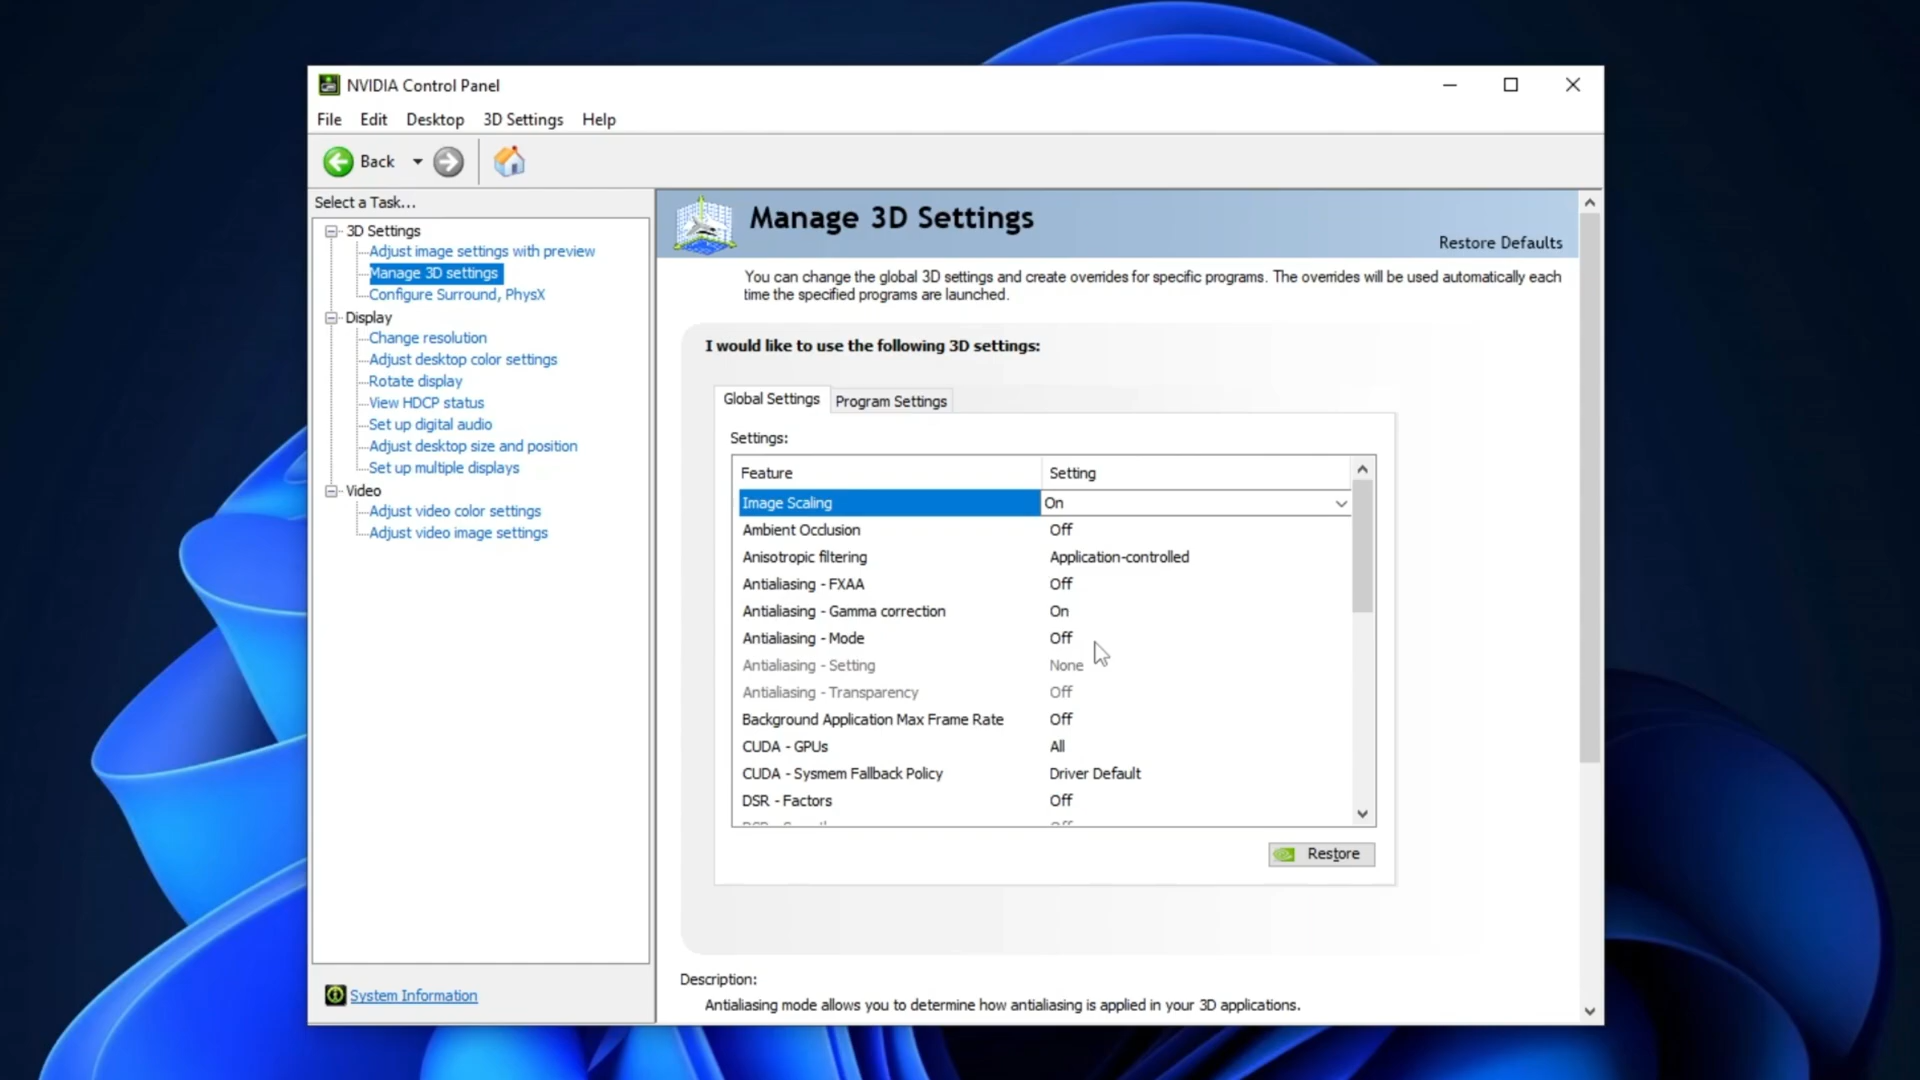 NVIDIA Control Panel
File Edit Desktop 3D Settings Help
Back
Select a Task...
3D Settings
Adjust image settings with preview
Manage 3D settings
Configure Surround, PhysX
Display
Change resolution
Adjust desktop color settings
Rotate display
View HDCP status
Set up digital audio
Adjust desktop size and position
Set up multiple displays
Video
Adjust video color settings
Adjust video image settings
System Information
Manage 3D Settings
Restore Defaults
You can change the global 3D settings and create overrides for specific programs. The overrides will be used automatically each
time the specified programs are launched.
I would like to use the following 3D settings:
Global Settings Program Settings
Settings:
Feature Setting
Image Scaling On
Ambient Occlusion Off
Anisotropic filtering Application-controlled
Antialiasing - FXAA Off
Antialiasing - Gamma correction On
Antialiasing - Mode Off
Antialiasing - Setting None
Antialiasing - Transparency Off
Background Application Max Frame Rate Off
CUDA - GPUs All
CUDA - Sysmem Fallback Policy Driver Default
DSR - Factors Off
Restore
Description:
Antialiasing mode allows you to determine how antialiasing is applied in your 3D applications.